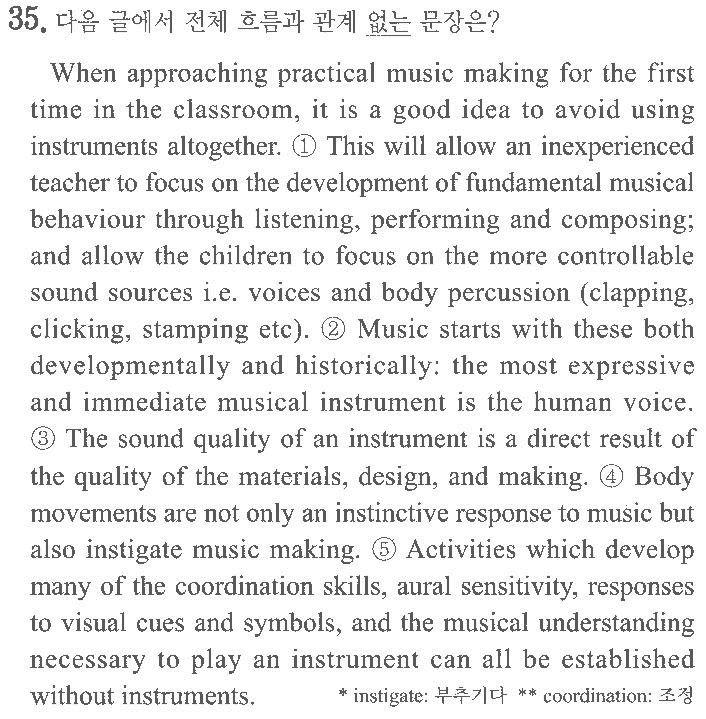 35. 다음 글에서 전체 흐름과 관계 없는 문장은?
When approaching practical music making for the first
time in the classroom, it is a good idea to avoid using
instruments altogether. ① This will allow an inexperienced
teacher to focus on the development of fundamental musical
behaviour through listening, performing and composing;
and allow the children to focus on the more controllable
sound sources i.e. voices and body percussion (clapping,
clicking, stamping etc). ② Music starts with these both
developmentally and historically: the most expressive
and immediate musical instrument is the human voice.
③ The sound quality of an instrument is a direct result of
the quality of the materials, design, and making. ④ Body
movements are not only an instinctive response to music but
also instigate music making. ⑤ Activities which develop
many of the coordination skills, aural sensitivity, responses
to visual cues and symbols, and the musical understanding
necessary to play an instrument can all be established
without instruments. * instigate: 부추기다 ** coordination: 조정